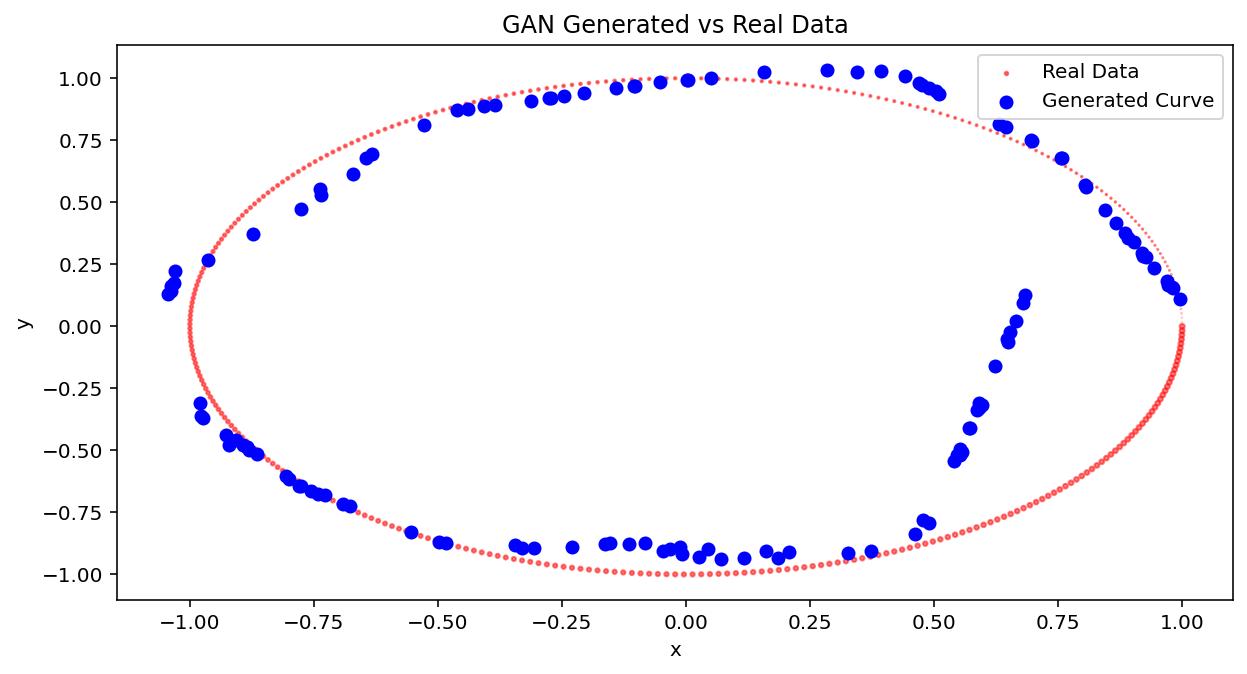 GAN Generated vs Real Data
Real Data
Generated Curve
1.00
0.75
0.50
0.25
0.00
−0.25
−0.50
−0.75
−1.00
y
−1.00 −0.75 −0.50 −0.25 0.00 0.25 0.50 0.75 1.00
x